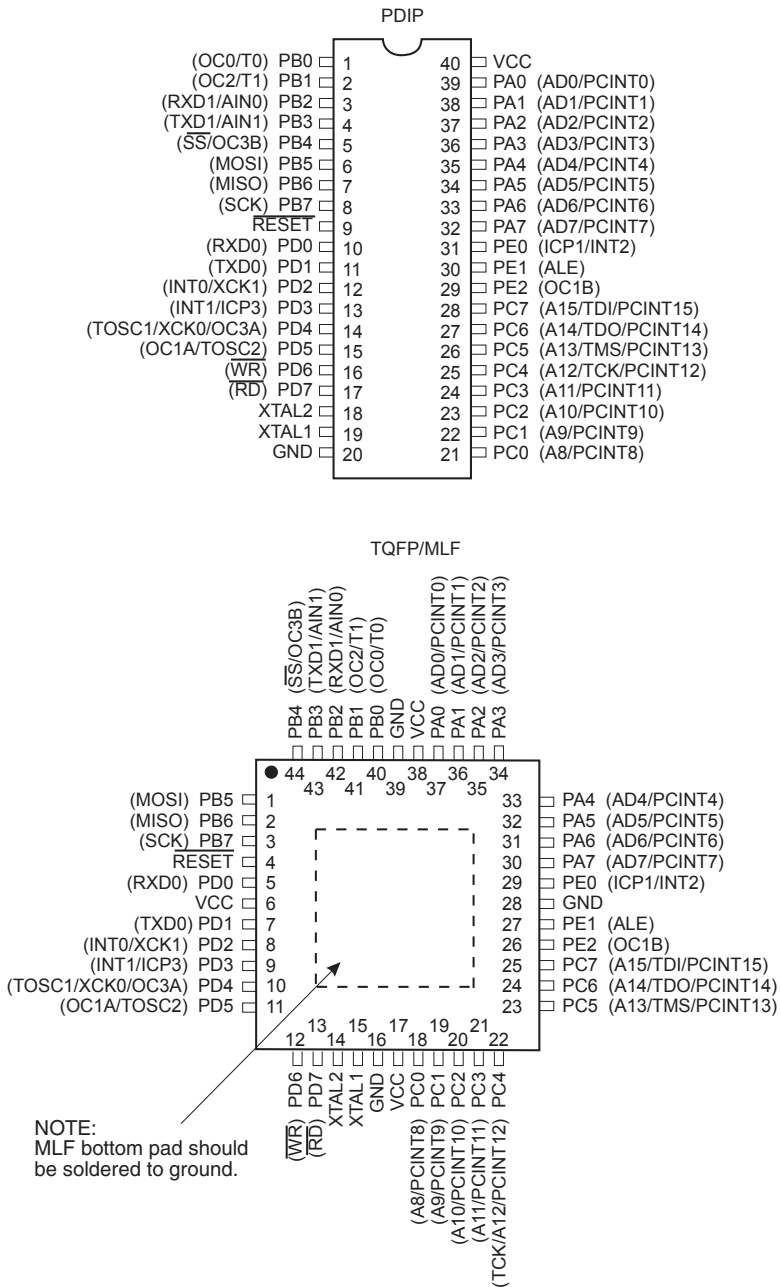 PDIP
(OC0/T0) PB0 1 40 VCC
(OC2/T1) PB1 2 39 PA0 (AD0/PCINT0)
(RXD1/AIN0) PB2 3 38 PA1 (AD1/PCINT1)
(TXD1/AIN1) PB3 4 37 PA2 (AD2/PCINT2)
(SS/OC3B) PB4 5 36 PA3 (AD3/PCINT3)
(MOSI) PB5 6 35 PA4 (AD4/PCINT4)
(MISO) PB6 7 34 PA5 (AD5/PCINT5)
(SCK) PB7 8 33 PA6 (AD6/PCINT6)
RESET 9 32 PA7 (AD7/PCINT7)
(RXD0) PD0 10 31 PE0 (ICP1/INT2)
(TXD0) PD1 11 30 PE1 (ALE)
(INT0/XCK1) PD2 12 29 PE2 (OC1B)
(INT1/ICP3) PD3 13 28 PC7 (A15/TDI/PCINT15)
(TOSC1/XCK0/OC3A) PD4 14 27 PC6 (A14/TDO/PCINT14)
(OC1A/TOSC2) PD5 15 26 PC5 (A13/TMS/PCINT13)
(WR) PD6 16 25 PC4 (A12/TCK/PCINT12)
(RD) PD7 17 24 PC3 (A11/PCINT11)
XTAL2 18 23 PC2 (A10/PCINT10)
XTAL1 19 22 PC1 (A9/PCINT9)
GND 20 21 PC0 (A8/PCINT8)
TQFP/MLF
PB4 (SS/OC3B)
PB3 (TXD1/AIN1)
PB2 (RXD1/AIN0)
PB1 (OC2/T1)
PB0 (OC0/T0)
GND
VCC
PA0 (AD0/PCINT0)
PA1 (AD1/PCINT1)
PA2 (AD2/PCINT2)
PA3 (AD3/PCINT3)
44 42 40 38 36 34
43 41 39 37 35
(MOSI) PB5 1 33 PA4 (AD4/PCINT4)
(MISO) PB6 2 32 PA5 (AD5/PCINT5)
(SCK) PB7 3 31 PA6 (AD6/PCINT6)
RESET 4 30 PA7 (AD7/PCINT7)
(RXD0) PD0 5 29 PE0 (ICP1/INT2)
VCC 6 28 GND
(TXD0) PD1 7 27 PE1 (ALE)
(INT0/XCK1) PD2 8 26 PE2 (OC1B)
(INT1/ICP3) PD3 9 25 PC7 (A15/TDI/PCINT15)
(TOSC1/XCK0/OC3A) PD4 10 24 PC6 (A14/TDO/PCINT14)
(OC1A/TOSC2) PD5 11 23 PC5 (A13/TMS/PCINT13)
13 15 17 19 21
12 14 16 18 20 22
(WR) PD6
(RD) PD7
XTAL2
XTAL1
GND
VCC
(A8/PCINT8) PC0
(A9/PCINT9) PC1
(A10/PCINT10) PC2
(A11/PCINT11) PC3
(TCK/A12/PCINT12) PC4
NOTE:
MLF bottom pad should
be soldered to ground.